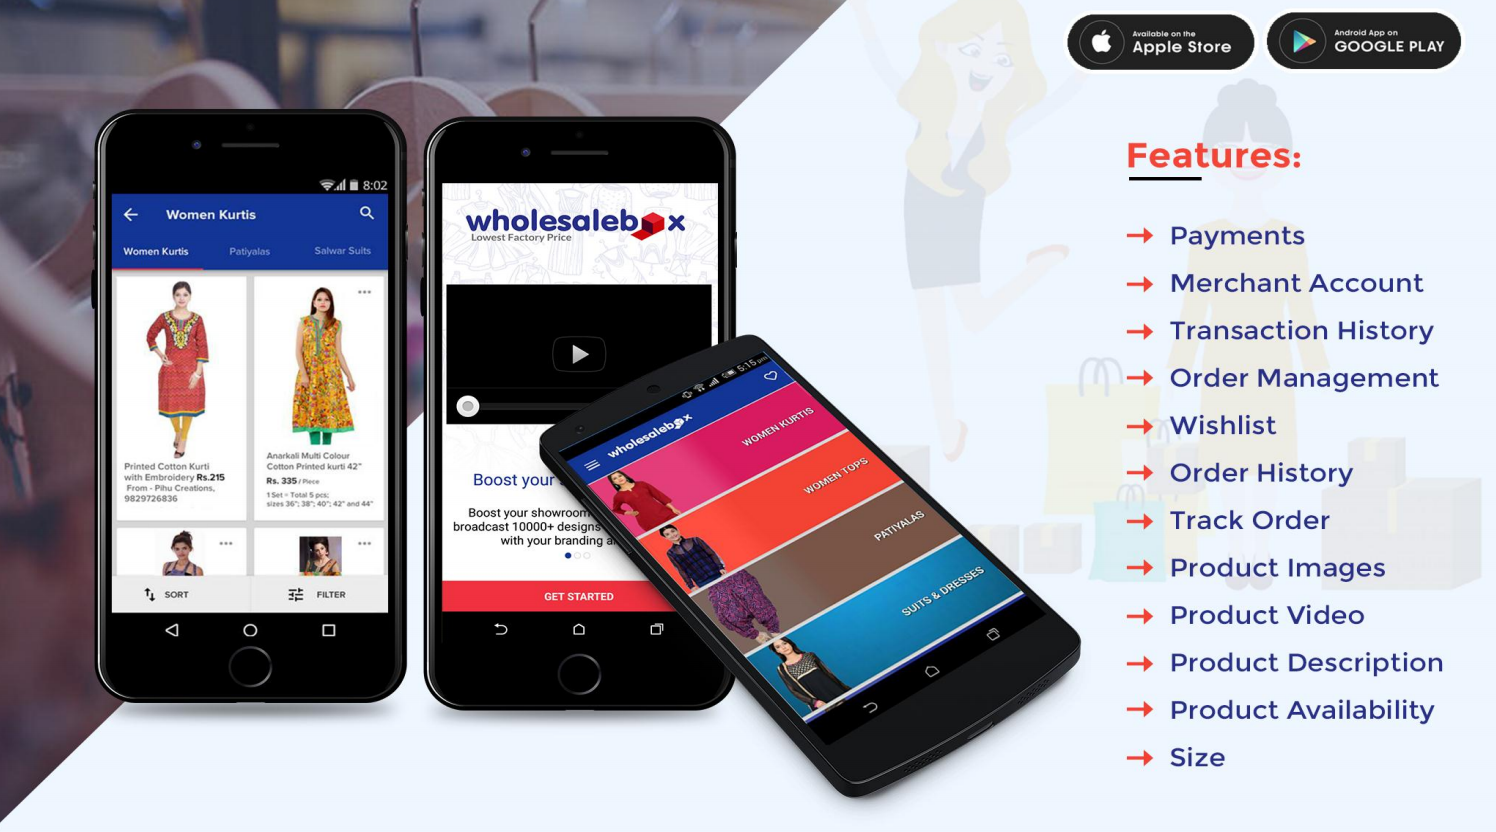 Available on the
Apple Store
Android App on
GOOGLE PLAY
8:02
Women Kurtis
Women Kurtis
Patiyalas
Salwar Suits
Printed Cotton Kurti
with Embroidery Rs.215
From - Pihu Creations,
9829726836
Anarkali Multi Colour
Cotton Printed kurti 42"
Rs. 335 / Piece
1 Set = Total 5 pcs;
sizes 36"; 38"; 40"; 42" and 44"
SORT
FILTER
wholesalebox
Lowest Factory Price
Boost your
Boost your showroom
broadcast 10000+ designs
with your branding a
GET STARTED
5:15 pm
wholesalebox
WOMEN KURTIS
WOMEN TOPS
PATIYALAS
SUITS & DRESSES
Features:
Payments
Merchant Account
Transaction History
Order Management
Wishlist
Order History
Track Order
Product Images
Product Video
Product Description
Product Availability
Size